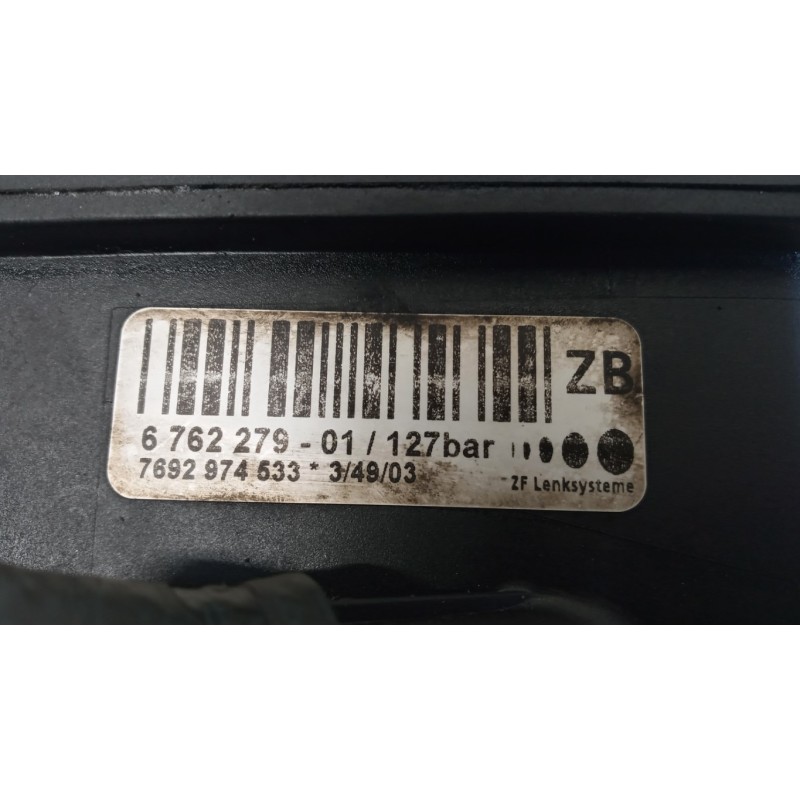 ZB
6 762 279 - 01 / 127bar
7692 974 533 * 3/49/03
ZF Lenksysteme